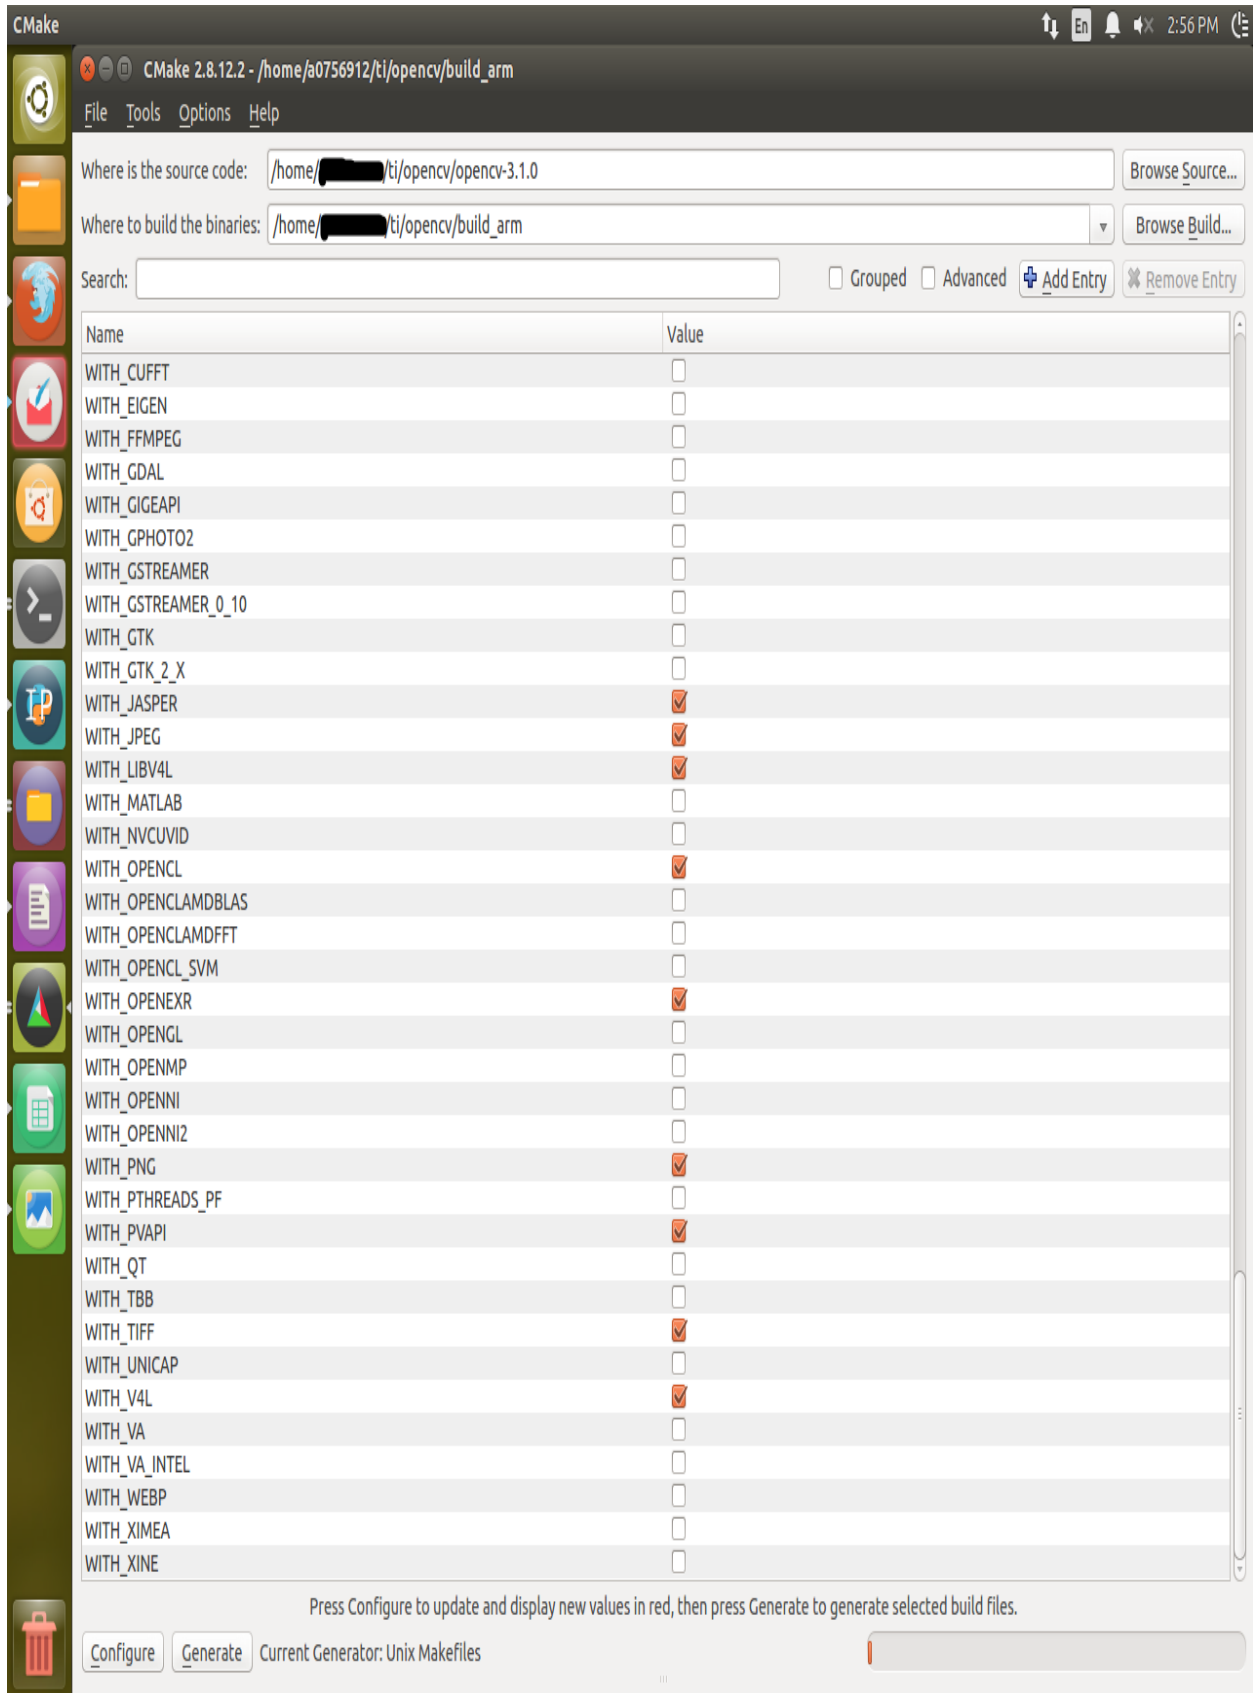 CMake En 2:56 PM
CMake 2.8.12.2 - /home/a0756912/ti/opencv/build_arm
File Tools Options Help
Where is the source code: /home/ /ti/opencv/opencv-3.1.0 Browse Source...
Where to build the binaries: /home/ /ti/opencv/build_arm Browse Build...
Search: Grouped Advanced Add Entry Remove Entry
Name Value
WITH_CUFFT
WITH_EIGEN
WITH_FFMPEG
WITH_GDAL
WITH_GIGEAPI
WITH_GPHOTO2
WITH_GSTREAMER
WITH_GSTREAMER_0_10
WITH_GTK
WITH_GTK_2_X
WITH_JASPER
WITH_JPEG
WITH_LIBV4L
WITH_MATLAB
WITH_NVCUVID
WITH_OPENCL
WITH_OPENCLAMDBLAS
WITH_OPENCLAMDFFT
WITH_OPENCL_SVM
WITH_OPENEXR
WITH_OPENGL
WITH_OPENMP
WITH_OPENNI
WITH_OPENNI2
WITH_PNG
WITH_PTHREADS_PF
WITH_PVAPI
WITH_QT
WITH_TBB
WITH_TIFF
WITH_UNICAP
WITH_V4L
WITH_VA
WITH_VA_INTEL
WITH_WEBP
WITH_XIMEA
WITH_XINE
Press Configure to update and display new values in red, then press Generate to generate selected build files.
Configure Generate Current Generator: Unix Makefiles
IP